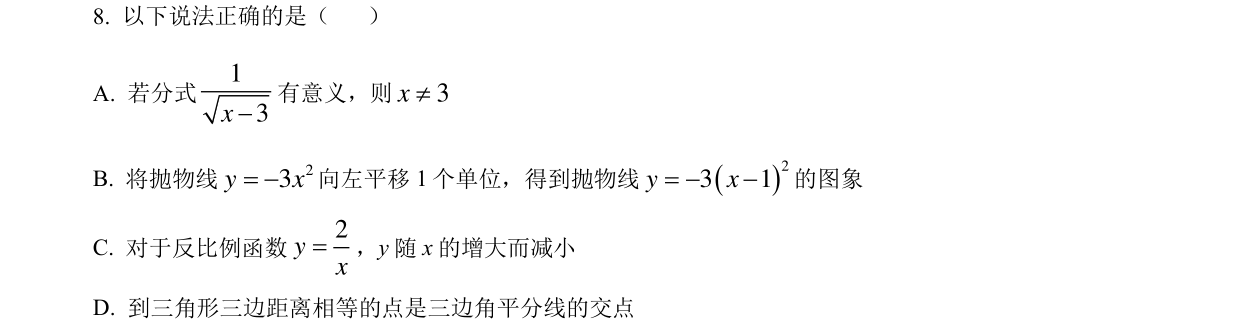 8. 以下说法正确的是（　　）
A. 若分式 \frac{1}{\sqrt{x-3}} 有意义，则 x ≠ 3
B. 将抛物线 y = −3x² 向左平移 1 个单位，得到抛物线 y = −3(x−1)² 的图象
C. 对于反比例函数 y = \frac{2}{x}，y 随 x 的增大而减小
D. 到三角形三边距离相等的点是三边角平分线的交点